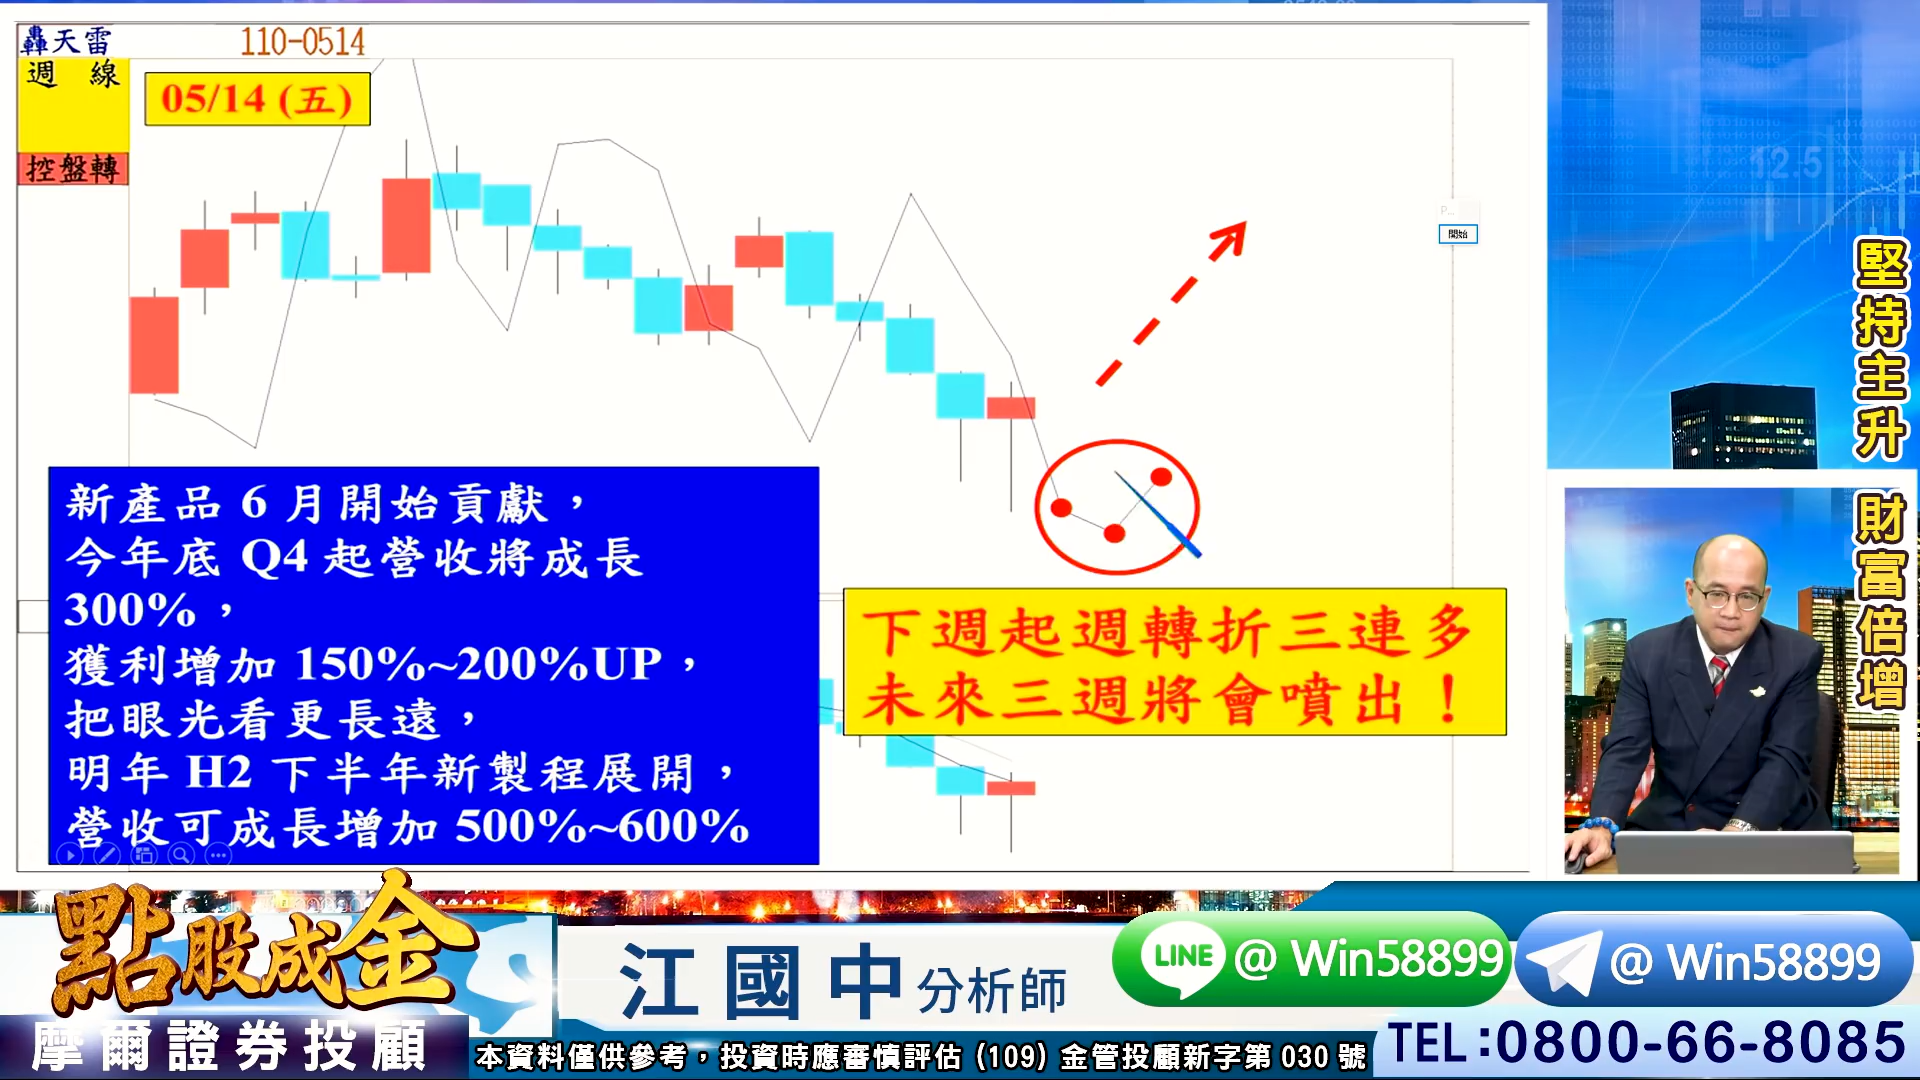 轟天雷
110-0514
週 線
05/14 (五)
控盤轉
12.5
開始
新產品 6 月開始貢獻，
今年底 Q4 起營收將成長
300%，
獲利增加 150%~200%UP，
把眼光看更長遠，
明年 H2 下半年新製程展開，
營收可成長增加 500%~600%
下週起週轉折三連多
未來三週將會噴出！
堅持主升 財富倍增
點股成金
摩爾證券投顧
江國中 分析師
LINE @ Win58899
@ Win58899
TEL:0800-66-8085
本資料僅供參考，投資時應審慎評估 (109) 金管投顧新字第 030 號